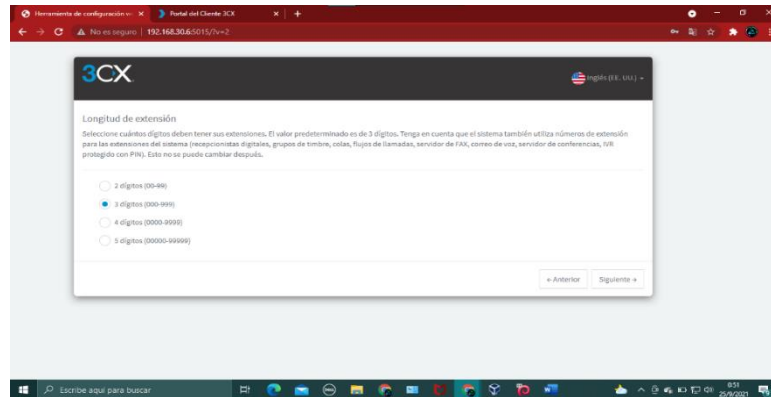 Herramienta de configuración w
Portal del Cliente 3CX
No es seguro | 192.168.30.6:5015/?v=2
3CX
Inglés (EE. UU.)
Longitud de extensión
Seleccione cuántos dígitos deben tener sus extensiones. El valor predeterminado es de 3 dígitos. Tenga en cuenta que el sistema también utiliza números de extensión
para las extensiones del sistema (recepcionistas digitales, grupos de timbre, colas, flujos de llamadas, servidor de FAX, correo de voz, servidor de conferencias, IVR
protegido con PIN). Esto no se puede cambiar después.
2 dígitos (00-99)
3 dígitos (000-999)
4 dígitos (0000-9999)
5 dígitos (00000-99999)
« Anterior
Siguiente »
Escribe aquí para buscar
0:51
25/9/2021